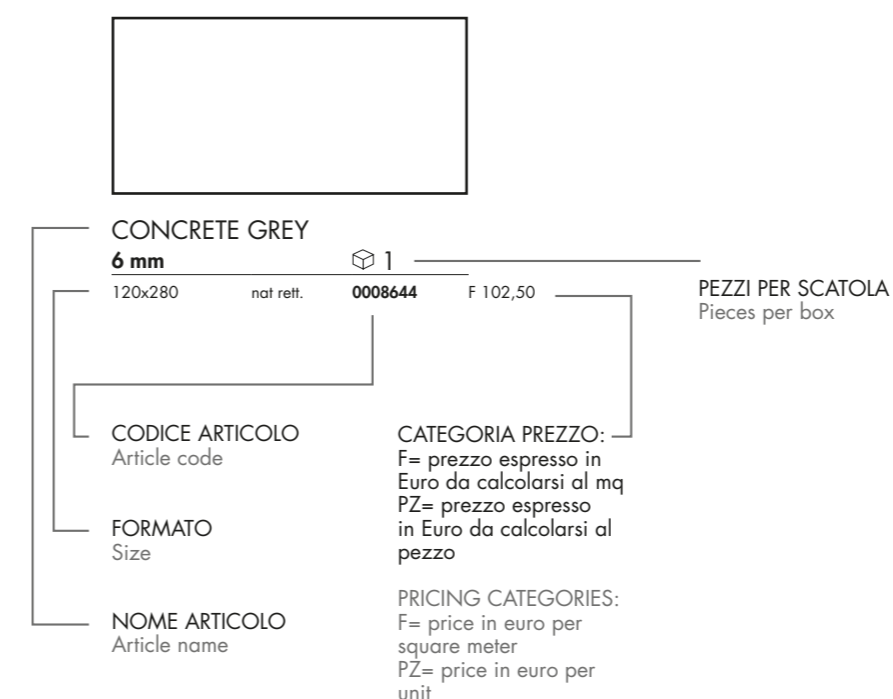 CONCRETE GREY
6 mm 1
120x280 nat rett. 0008644 F 102,50
PEZZI PER SCATOLA
Pieces per box
CODICE ARTICOLO
Article code
FORMATO
Size
NOME ARTICOLO
Article name
CATEGORIA PREZZO:
F= prezzo espresso in
Euro da calcolarsi al mq
PZ= prezzo espresso
in Euro da calcolarsi al
pezzo
PRICING CATEGORIES:
F= price in euro per
square meter
PZ= price in euro per
unit